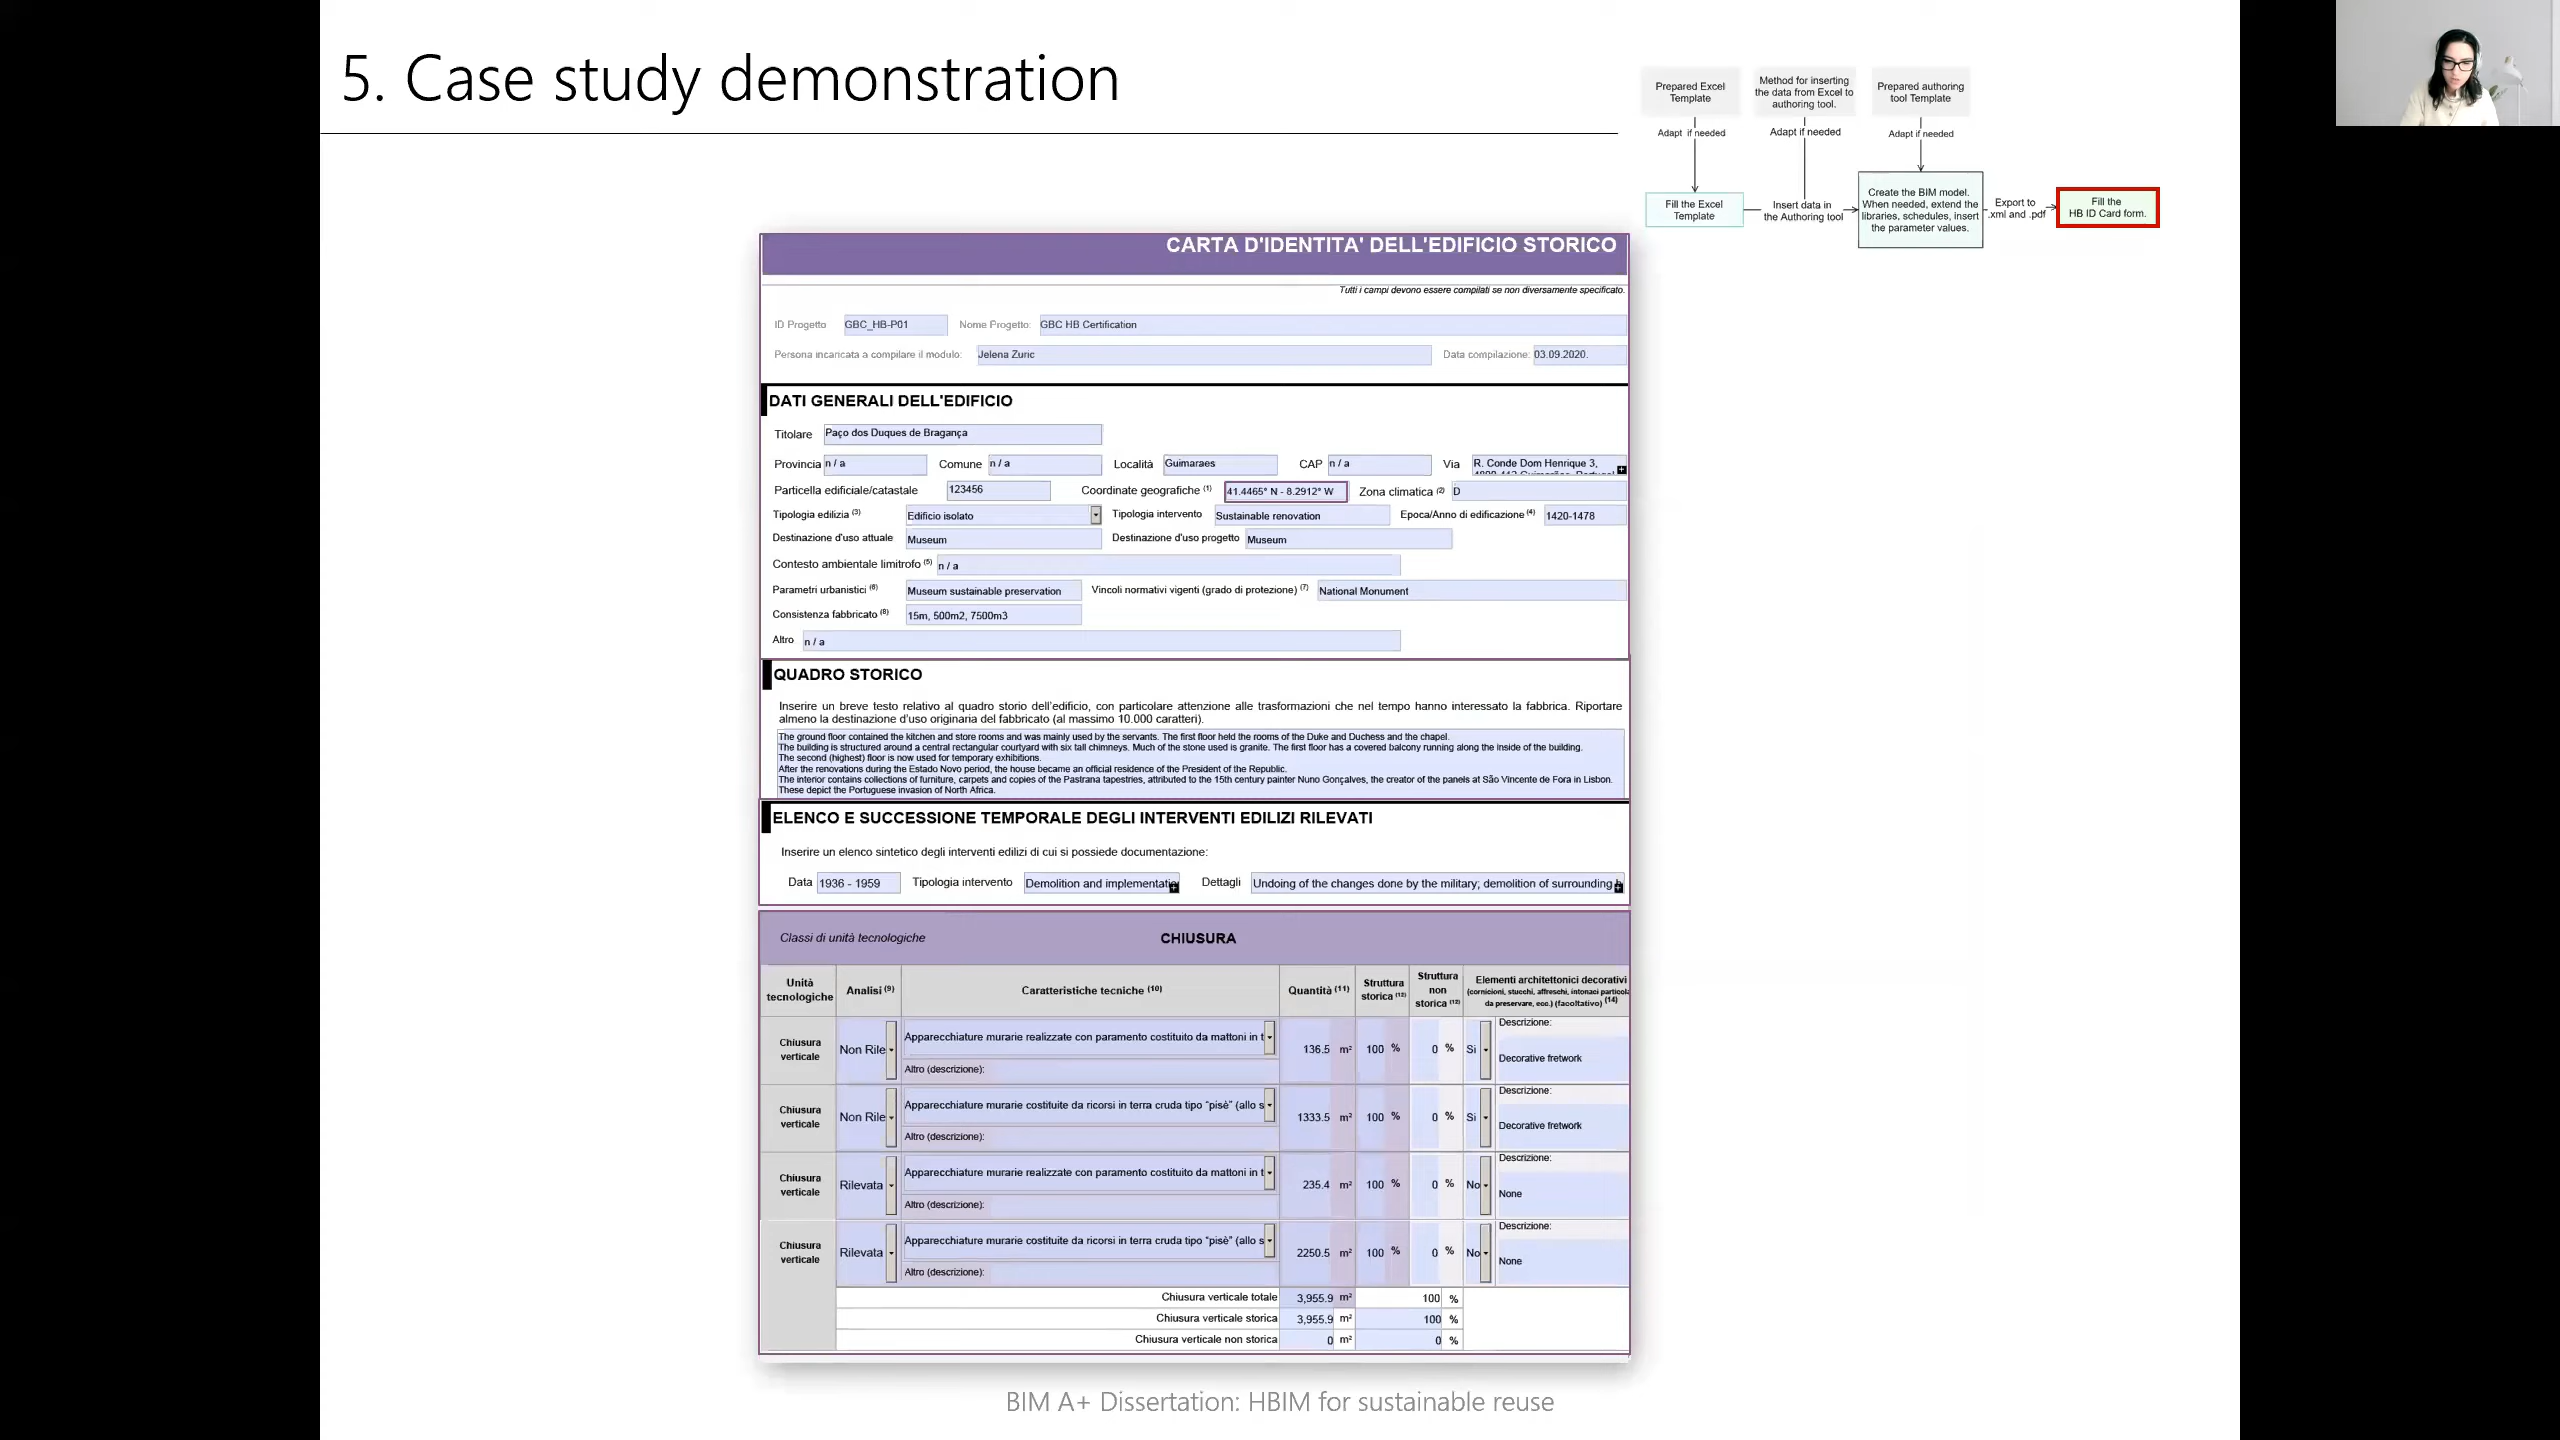 5. Case study demonstration
Prepared Excel
Template
Method for inserting
the data from Excel to
authoring tool.
Prepared authoring
tool Template
Adapt if needed
Adapt if needed
Adapt if needed
Fill the Excel
Template
Insert data in
the Authoring tool
Create the BIM model.
When needed, extend the
libraries, schedules, insert
the parameter values.
Export to
.xml and .pdf
Fill the
HB ID Card form.
CARTA D'IDENTITA' DELL'EDIFICIO STORICO
Tutti i campi devono essere compilati se non diversamente specificato.
ID Progetto GBC_HB-P01 Nome Progetto: GBC HB Certification
Persona incaricata a compilare il modulo: Jelena Zuric Data compilazione: 03.09.2020.
DATI GENERALI DELL'EDIFICIO
Titolare Paço dos Duques de Bragança
Provincia n / a Comune n / a Località Guimaraes CAP n / a Via R. Conde Dom Henrique 3,
Particella edificiale/catastale 123456 Coordinate geografiche (1) 41.4465° N - 8.2912° W Zona climatica (2) D
Tipologia edilizia (3) Edificio isolato Tipologia intervento Sustainable renovation Epoca/Anno di edificazione (4) 1420-1478
Destinazione d'uso attuale Museum Destinazione d'uso progetto Museum
Contesto ambientale limitrofo (5) n / a
Parametri urbanistici (6) Museum sustainable preservation Vincoli normativi vigenti (grado di protezione) (7) National Monument
Consistenza fabbricato (8) 15m, 500m2, 7500m3
Altro n / a
QUADRO STORICO
Inserire un breve testo relativo al quadro storio dell'edificio, con particolare attenzione alle trasformazioni che nel tempo hanno interessato la fabbrica. Riportare
almeno la destinazione d'uso originaria del fabbricato (al massimo 10.000 caratteri).
The ground floor contained the kitchen and store rooms and was mainly used by the servants. The first floor held the rooms of the Duke and Duchess and the chapel.
The building is structured around a central rectangular courtyard with six tall chimneys. Much of the stone used is granite. The first floor has a covered balcony running along the inside of the building.
The second (highest) floor is now used for temporary exhibitions.
After the renovations during the Estado Novo period, the house became an official residence of the President of the Republic.
The interior contains collections of furniture, carpets and copies of the Pastrana tapestries, attributed to the 15th century painter Nuno Gonçalves, the creator of the panels at São Vincente de Fora in Lisbon.
These depict the Portuguese invasion of North Africa.
ELENCO E SUCCESSIONE TEMPORALE DEGLI INTERVENTI EDILIZI RILEVATI
Inserire un elenco sintetico degli interventi edilizi di cui si possiede documentazione:
Data 1936 - 1959 Tipologia intervento Demolition and implementatio Dettagli Undoing of the changes done by the military; demolition of surrounding
Classi di unità tecnologiche CHIUSURA
Unità
tecnologiche
Analisi (9)
Caratteristiche tecniche (10)
Quantità (11)
Struttura
storica (12)
Struttura
non
storica (12)
Elementi architettonici decorativi
(cornicioni, stucchi, affreschi, intonaci particola
da preservare, ecc.) (facoltativo) (14)
Chiusura
verticale
Non Rile
Apparecchiature murarie realizzate con paramento costituito da mattoni in t
Altro (descrizione):
136.5 m² 100 % 0 % Si
Descrizione:
Decorative fretwork
Chiusura
verticale
Non Rile
Apparecchiature murarie costituite da ricorsi in terra cruda tipo "pisè" (allo s
Altro (descrizione):
1333.5 m² 100 % 0 % Si
Descrizione:
Decorative fretwork
Chiusura
verticale
Rilevata
Apparecchiature murarie realizzate con paramento costituito da mattoni in t
Altro (descrizione):
235.4 m² 100 % 0 % No
Descrizione:
None
Chiusura
verticale
Rilevata
Apparecchiature murarie costituite da ricorsi in terra cruda tipo "pisè" (allo s
Altro (descrizione):
2250.5 m² 100 % 0 % No
Descrizione:
None
Chiusura verticale totale 3,955.9 m² 100 %
Chiusura verticale storica 3,955.9 m² 100 %
Chiusura verticale non storica 0 m² 0 %
BIM A+ Dissertation: HBIM for sustainable reuse